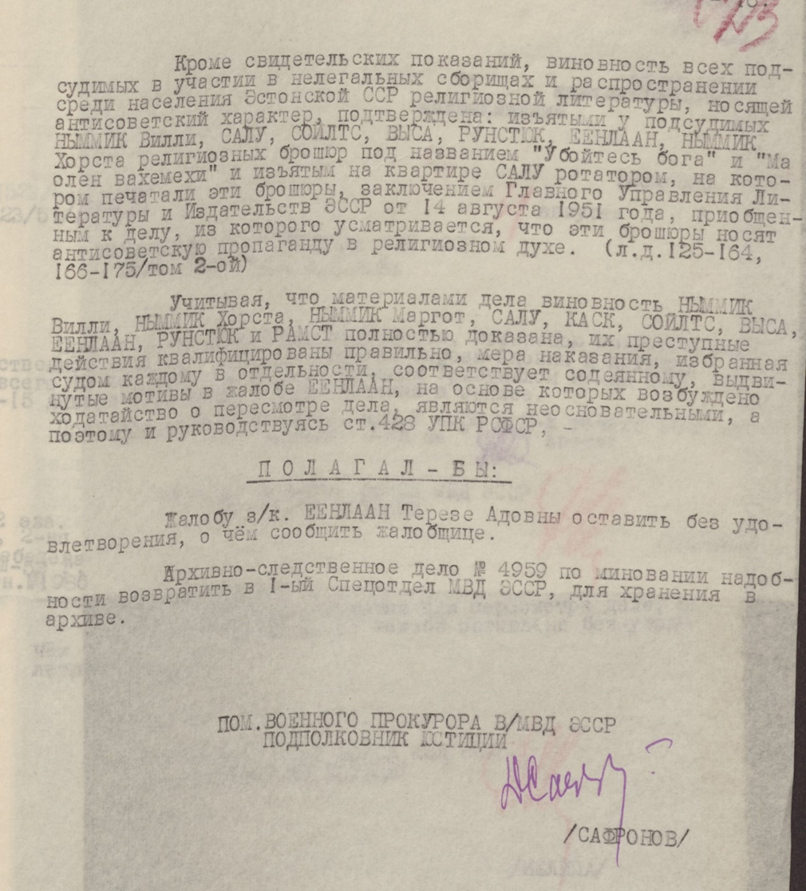 Кроме свидетельских показаний, виновность всех под-
судимых в участии в нелегальных сборищах и распространении
среди населения Эстонской ССР религиозной литературы, носящей
антисоветский характер, подтверждена: изъятыми у подсудимых
НЫММИК Вилли, САЛУ, СОЙЛТС, ВЫСА, РУНСТЮК, ЕЕНЛААН, НЫММИК
Хорста религиозных брошюр под названием "Убойтесь бога" и "Ма
олен вахемехи" и изъятым на квартире САЛУ ротатором, на кото-
ром печатали эти брошюры, заключением Главного Управления Ли-
тературы и Издательств ЭССР от 14 августа 1951 года, приобщен-
ным к делу, из которого усматривается, что эти брошюры носят
антисоветскую пропаганду в религиозном духе. (л.д.125-164,
166-175/том 2-ой)
Учитывая, что материалами дела виновность НЫММИК
Вилли, НЫММИК Хорста, НЫММИК Маргот, САЛУ, КАСК, СОЙЛТС, ВЫСА,
ЕЕНЛААН, РУНСТЮК и РАМСТ полностью доказана, их преступные
действия квалифицированы правильно, мера наказания, избранная
судом каждому в отдельности, соответствует содеянному, выдви-
нутые мотивы в жалобе ЕЕНЛААН, на основе которых возбуждено
ходатайство о пересмотре дела, являются неосновательными, а
поэтому и руководствуясь ст.428 УПК РСФСР, -
П О Л А Г А Л - Б Ы:
Жалобу з/к. ЕЕНЛААН Терезе Адовны оставить без удо-
влетворения, о чём сообщить жалобщице.
Архивно-следственное дело № 4959 по миновании надоб-
ности возвратить в I-ый Спецотдел МВД ЭССР, для хранения в
архиве.
ПОМ.ВОЕННОГО ПРОКУРОРА В/МВД ЭССР
ПОДПОЛКОВНИК ЮСТИЦИИ
/САФРОНОВ/